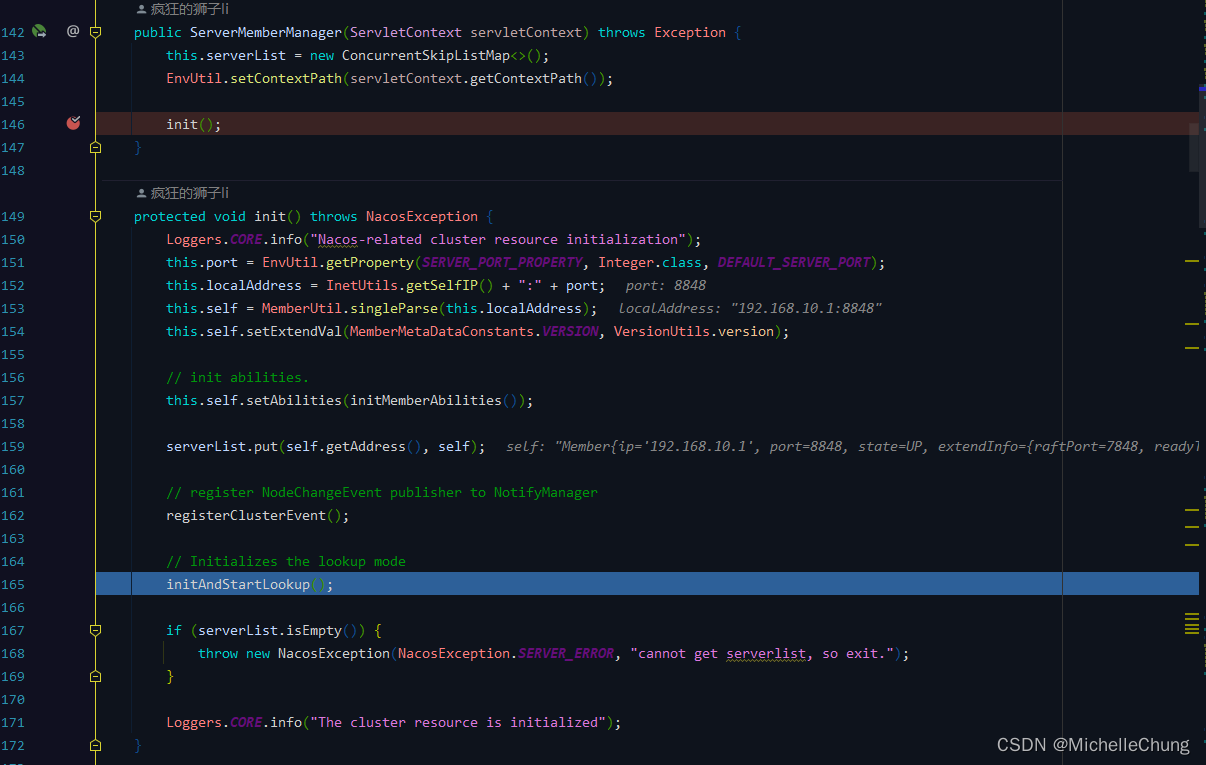 疯狂的狮子li
142 @ public ServerMemberManager(ServletContext servletContext) throws Exception {
143 this.serverList = new ConcurrentSkipListMap<>();
144 EnvUtil.setContextPath(servletContext.getContextPath());
145
146 init();
147 }
148
疯狂的狮子li
149 protected void init() throws NacosException {
150 Loggers.CORE.info("Nacos-related cluster resource initialization");
151 this.port = EnvUtil.getProperty(SERVER_PORT_PROPERTY, Integer.class, DEFAULT_SERVER_PORT);
152 this.localAddress = InetUtils.getSelfIP() + ":" + port; port: 8848
153 this.self = MemberUtil.singleParse(this.localAddress); localAddress: "192.168.10.1:8848"
154 this.self.setExtendVal(MemberMetaDataConstants.VERSION, VersionUtils.version);
155
156 // init abilities.
157 this.self.setAbilities(initMemberAbilities());
158
159 serverList.put(self.getAddress(), self); self: "Member{ip='192.168.10.1', port=8848, state=UP, extendInfo={raftPort=7848, ready
160
161 // register NodeChangeEvent publisher to NotifyManager
162 registerClusterEvent();
163
164 // Initializes the lookup mode
165 initAndStartLookup();
166
167 if (serverList.isEmpty()) {
168 throw new NacosException(NacosException.SERVER_ERROR, "cannot get serverlist, so exit.");
169 }
170
171 Loggers.CORE.info("The cluster resource is initialized");
172 }
CSDN @MichelleChung